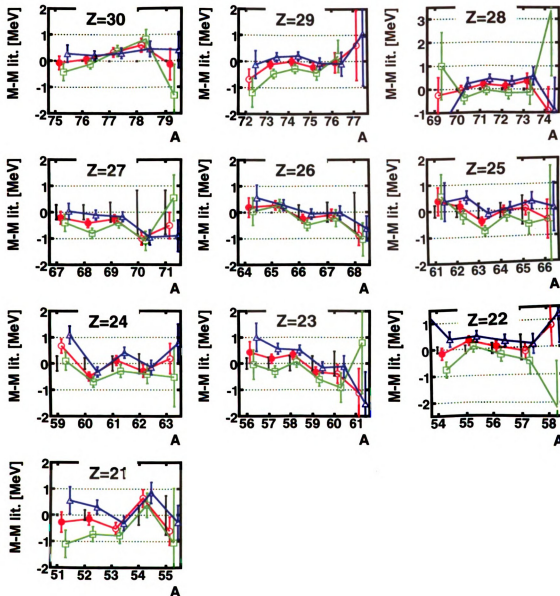 M-M lit. [MeV]
Z=30
2
1
0
-1
-2
75 76 77 78 79
A
M-M lit. [MeV]
Z=29
2
1
0
-1
-2
72 73 74 75 76 77
A
M-M lit. [MeV]
Z=28
3
2
1
0
-1
69 70 71 72 73 74
A
M-M lit. [MeV]
Z=27
2
1
0
-1
-2
67 68 69 70 71
A
M-M lit. [MeV]
Z=26
2
1
0
-1
-2
64 65 66 67 68
A
M-M lit. [MeV]
Z=25
2
1
0
-1
-2
61 62 63 64 65 66
A
M-M lit. [MeV]
Z=24
2
1
0
-1
-2
59 60 61 62 63
A
M-M lit. [MeV]
Z=23
2
1
0
-1
-2
56 57 58 59 60 61
A
M-M lit. [MeV]
Z=22
1
0
-1
-2
54 55 56 57 58
A
M-M lit. [MeV]
Z=21
2
1
0
-1
-2
51 52 53 54 55
A